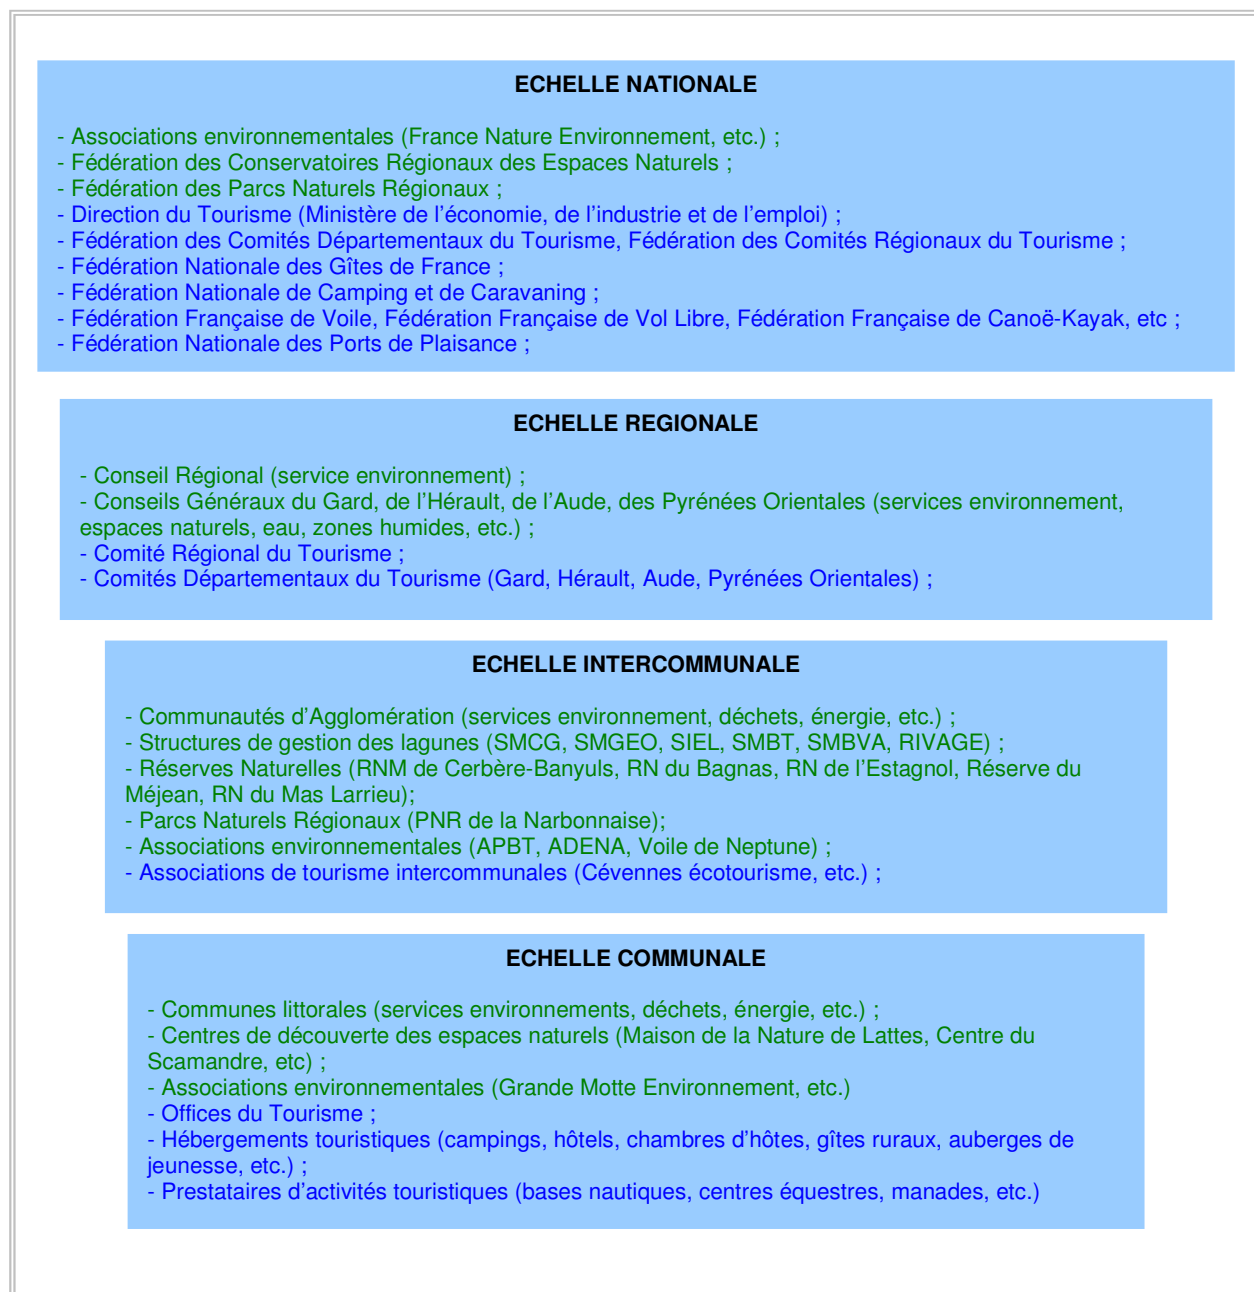 ECHELLE NATIONALE
- Associations environnementales (France Nature Environnement, etc.) ;
- Fédération des Conservatoires Régionaux des Espaces Naturels ;
- Fédération des Parcs Naturels Régionaux ;
- Direction du Tourisme (Ministère de l'économie, de l'industrie et de l'emploi) ;
- Fédération des Comités Départementaux du Tourisme, Fédération des Comités Régionaux du Tourisme ;
- Fédération Nationale des Gîtes de France ;
- Fédération Nationale de Camping et de Caravaning ;
- Fédération Française de Voile, Fédération Française de Vol Libre, Fédération Française de Canoë-Kayak, etc ;
- Fédération Nationale des Ports de Plaisance ;
ECHELLE REGIONALE
- Conseil Régional (service environnement) ;
- Conseils Généraux du Gard, de l'Hérault, de l'Aude, des Pyrénées Orientales (services environnement,
espaces naturels, eau, zones humides, etc.) ;
- Comité Régional du Tourisme ;
- Comités Départementaux du Tourisme (Gard, Hérault, Aude, Pyrénées Orientales) ;
ECHELLE INTERCOMMUNALE
- Communautés d'Agglomération (services environnement, déchets, énergie, etc.) ;
- Structures de gestion des lagunes (SMCG, SMGEO, SIEL, SMBT, SMBVA, RIVAGE) ;
- Réserves Naturelles (RNM de Cerbère-Banyuls, RN du Bagnas, RN de l'Estagnol, Réserve du
Méjean, RN du Mas Larrieu);
- Parcs Naturels Régionaux (PNR de la Narbonnaise);
- Associations environnementales (APBT, ADENA, Voile de Neptune) ;
- Associations de tourisme intercommunales (Cévennes écotourisme, etc.) ;
ECHELLE COMMUNALE
- Communes littorales (services environnements, déchets, énergie, etc.) ;
- Centres de découverte des espaces naturels (Maison de la Nature de Lattes, Centre du
Scamandre, etc) ;
- Associations environnementales (Grande Motte Environnement, etc.)
- Offices du Tourisme ;
- Hébergements touristiques (campings, hôtels, chambres d'hôtes, gîtes ruraux, auberges de
jeunesse, etc.) ;
- Prestataires d'activités touristiques (bases nautiques, centres équestres, manades, etc.)